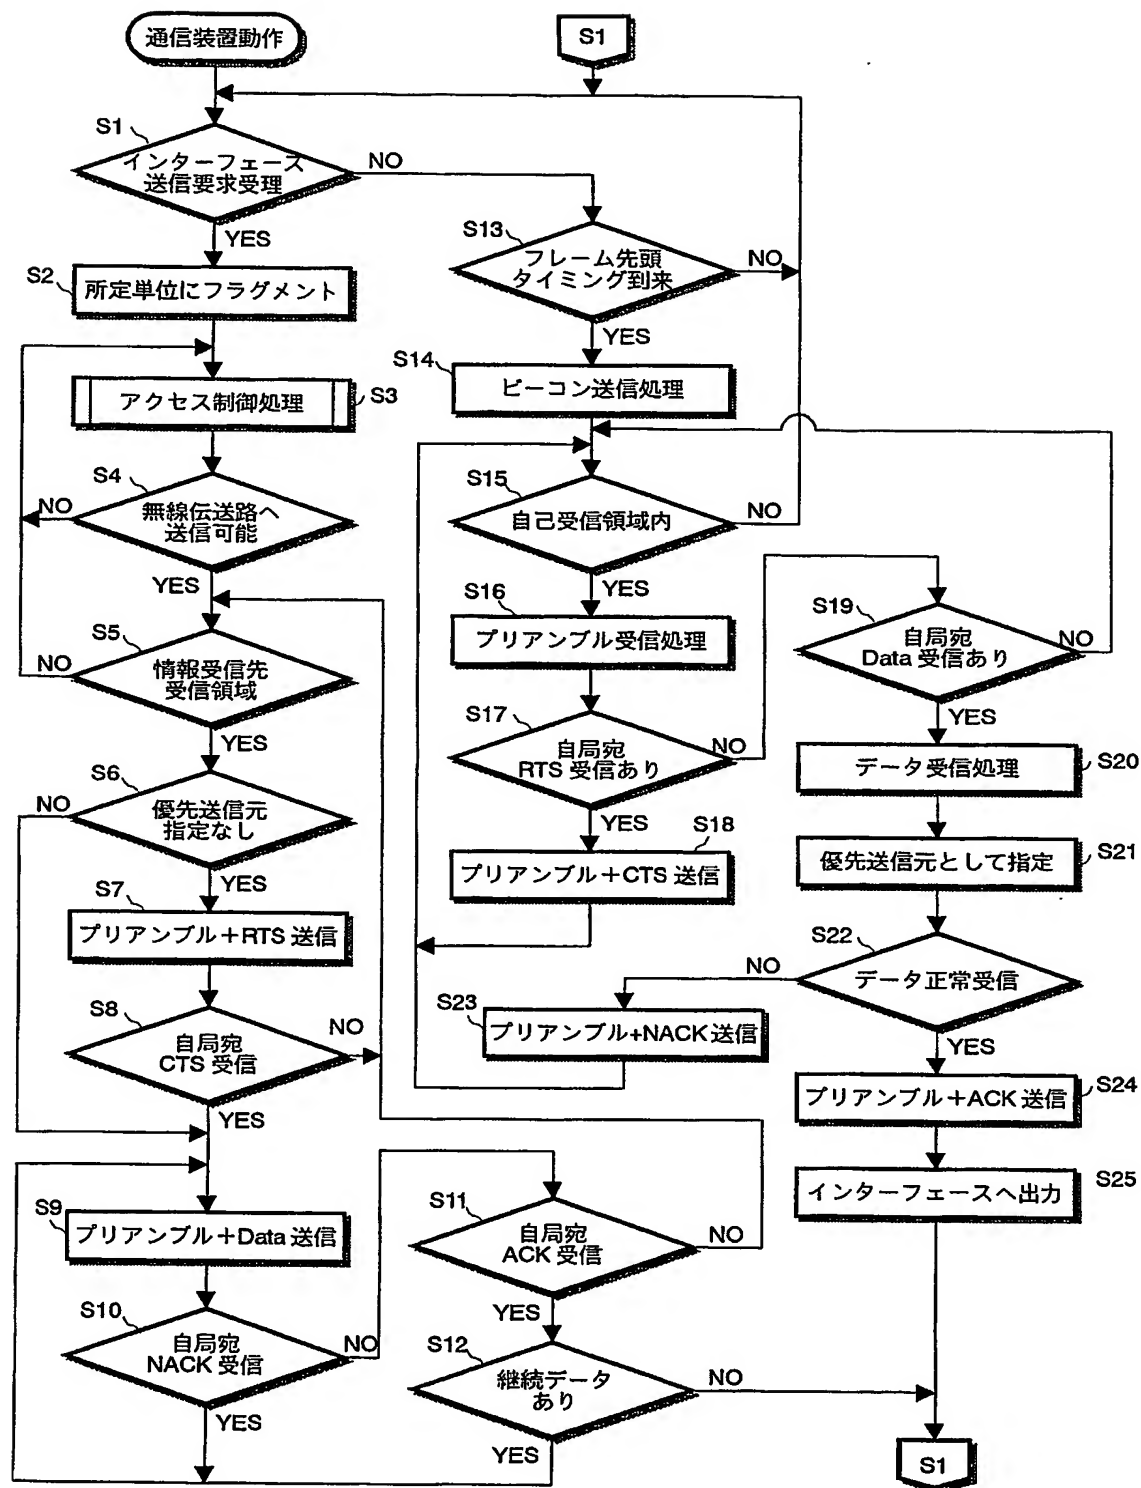 通信装置動作
S1
S1
インターフェース
送信要求受理
NO
YES
S2
所定単位にフラグメント
アクセス制御処理
S3
S4
無線伝送路へ
送信可能
NO
YES
S5
情報受信先
受信領域
NO
YES
S6
優先送信元
指定なし
NO
YES
S7
プリアンブル+RTS 送信
S8
自局宛
CTS 受信
NO
YES
S9
プリアンブル+Data 送信
S10
自局宛
NACK 受信
NO
YES
S11
自局宛
ACK 受信
NO
YES
S12
継続データ
あり
NO
YES
S13
フレーム先頭
タイミング到来
NO
YES
S14
ビーコン送信処理
S15
自己受信領域内
NO
YES
S16
プリアンブル受信処理
S17
自局宛
RTS 受信あり
NO
YES
S18
プリアンブル+CTS 送信
S19
自局宛
Data 受信あり
NO
YES
S20
データ受信処理
S21
優先送信元として指定
S22
データ正常受信
NO
YES
S23
プリアンブル+NACK 送信
S24
プリアンブル+ACK 送信
S25
インターフェースへ出力
S1